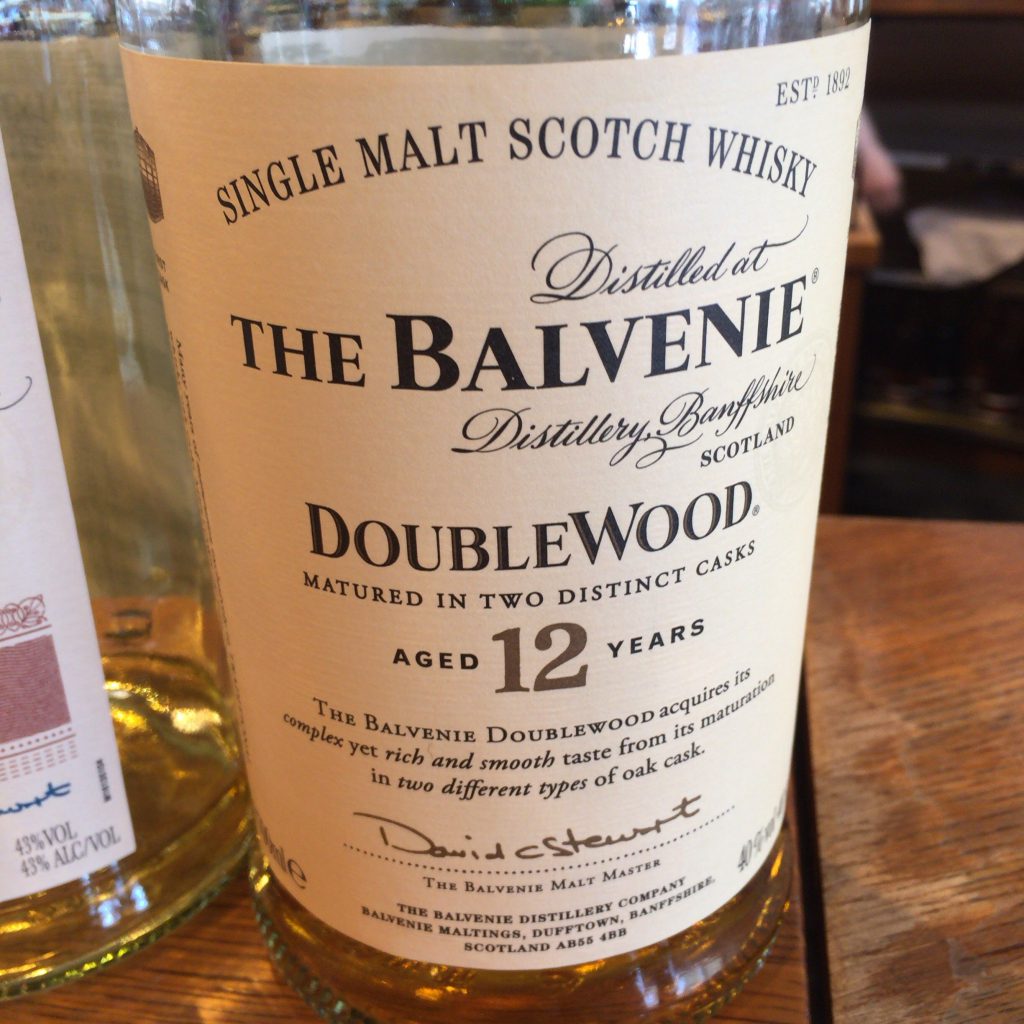 ESTD. 1892
SINGLE MALT SCOTCH WHISKY
Distilled at
THE BALVENIE®
Distillery, Banffshire
SCOTLAND
DOUBLEWOOD®
MATURED IN TWO DISTINCT CASKS
AGED 12 YEARS
THE BALVENIE DOUBLEWOOD acquires its
complex yet rich and smooth taste from its maturation
in two different types of oak cask.
David C Stewart
THE BALVENIE MALT MASTER
THE BALVENIE DISTILLERY COMPANY
BALVENIE MALTINGS, DUFFTOWN, BANFFSHIRE,
SCOTLAND AB55 4BB
40%
43%VOL
43% ALC/VOL